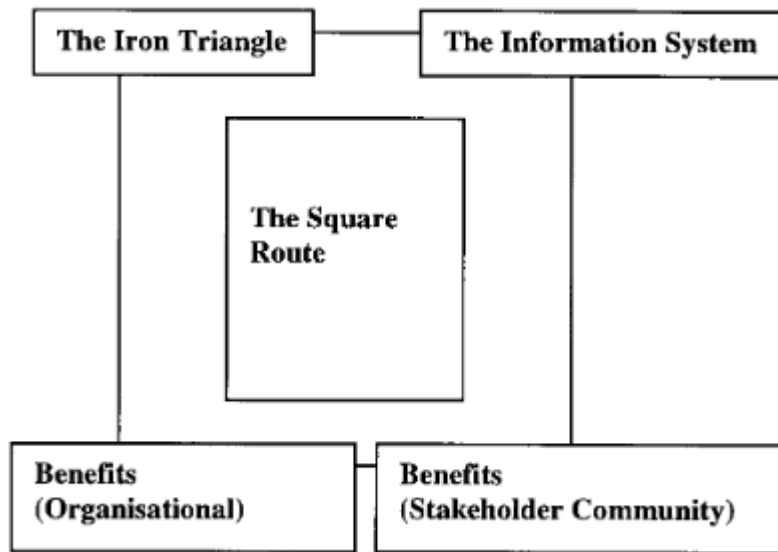 The Iron Triangle
The Information System
The Square
Route
Benefits
(Organisational)
Benefits
(Stakeholder Community)